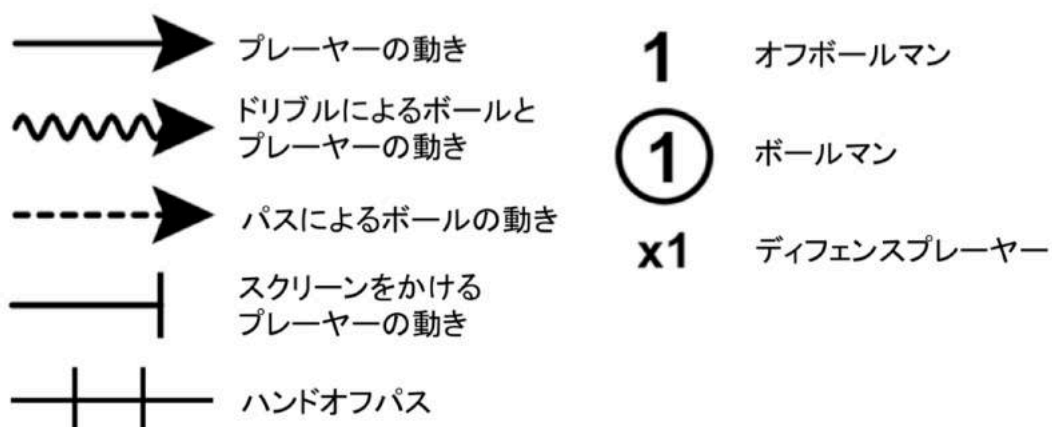 プレーヤーの動き
ドリブルによるボールと
プレーヤーの動き
パスによるボールの動き
スクリーンをかける
プレーヤーの動き
ハンドオフパス
1 オフボールマン
1 ボールマン
x1 ディフェンスプレーヤー